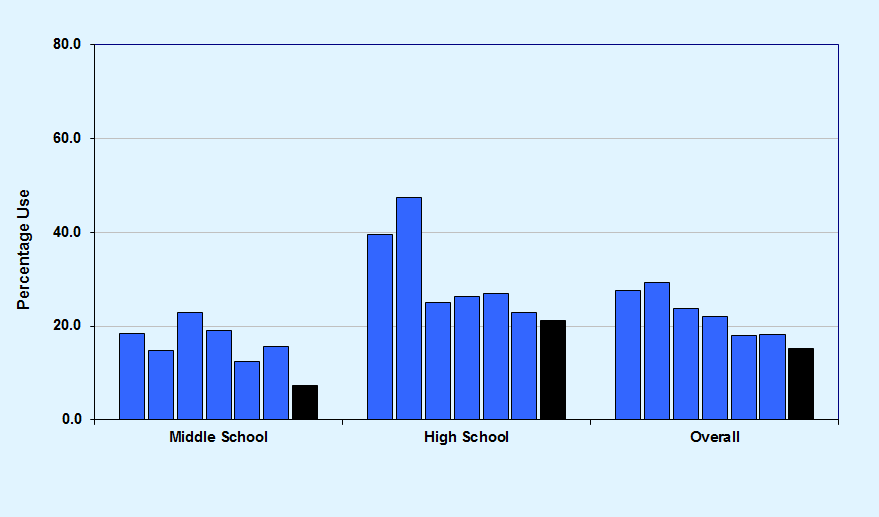 80.0
60.0
40.0
20.0
0.0
Percentage Use
Middle School
High School
Overall